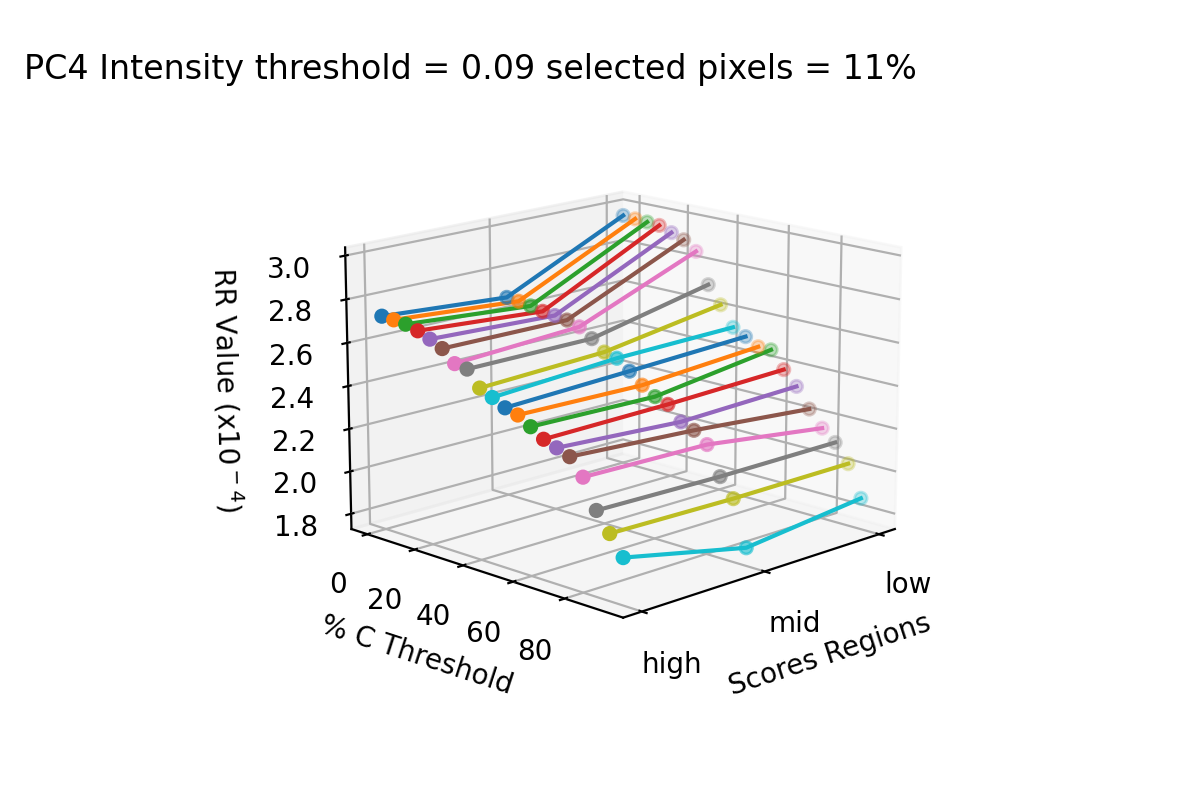 PC4 Intensity threshold = 0.09 selected pixels = 11%
RR Value (x10⁻⁴)
3.0
2.8
2.6
2.4
2.2
2.0
1.8
0
20
40
60
80
% C Threshold
high
mid
low
Scores Regions